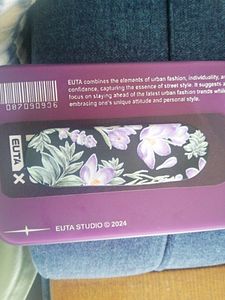 EUTA combines the elements of urban fashion, individuality, and
confidence, capturing the essence of street style. It suggests a
focus on staying ahead of the latest urban fashion trends while
embracing one's unique attitude and personal style.
EUTA X
EUTA STUDIO © 2024